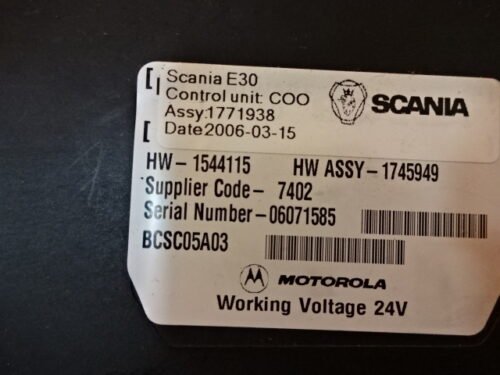 Scania E30
Control unit: COO
Assy:1771938
Date2006-03-15
SCANIA
HW-1544115 HW ASSY-1745949
Supplier Code- 7402
Serial Number-06071585
BCSC05A03
MOTOROLA
Working Voltage 24V